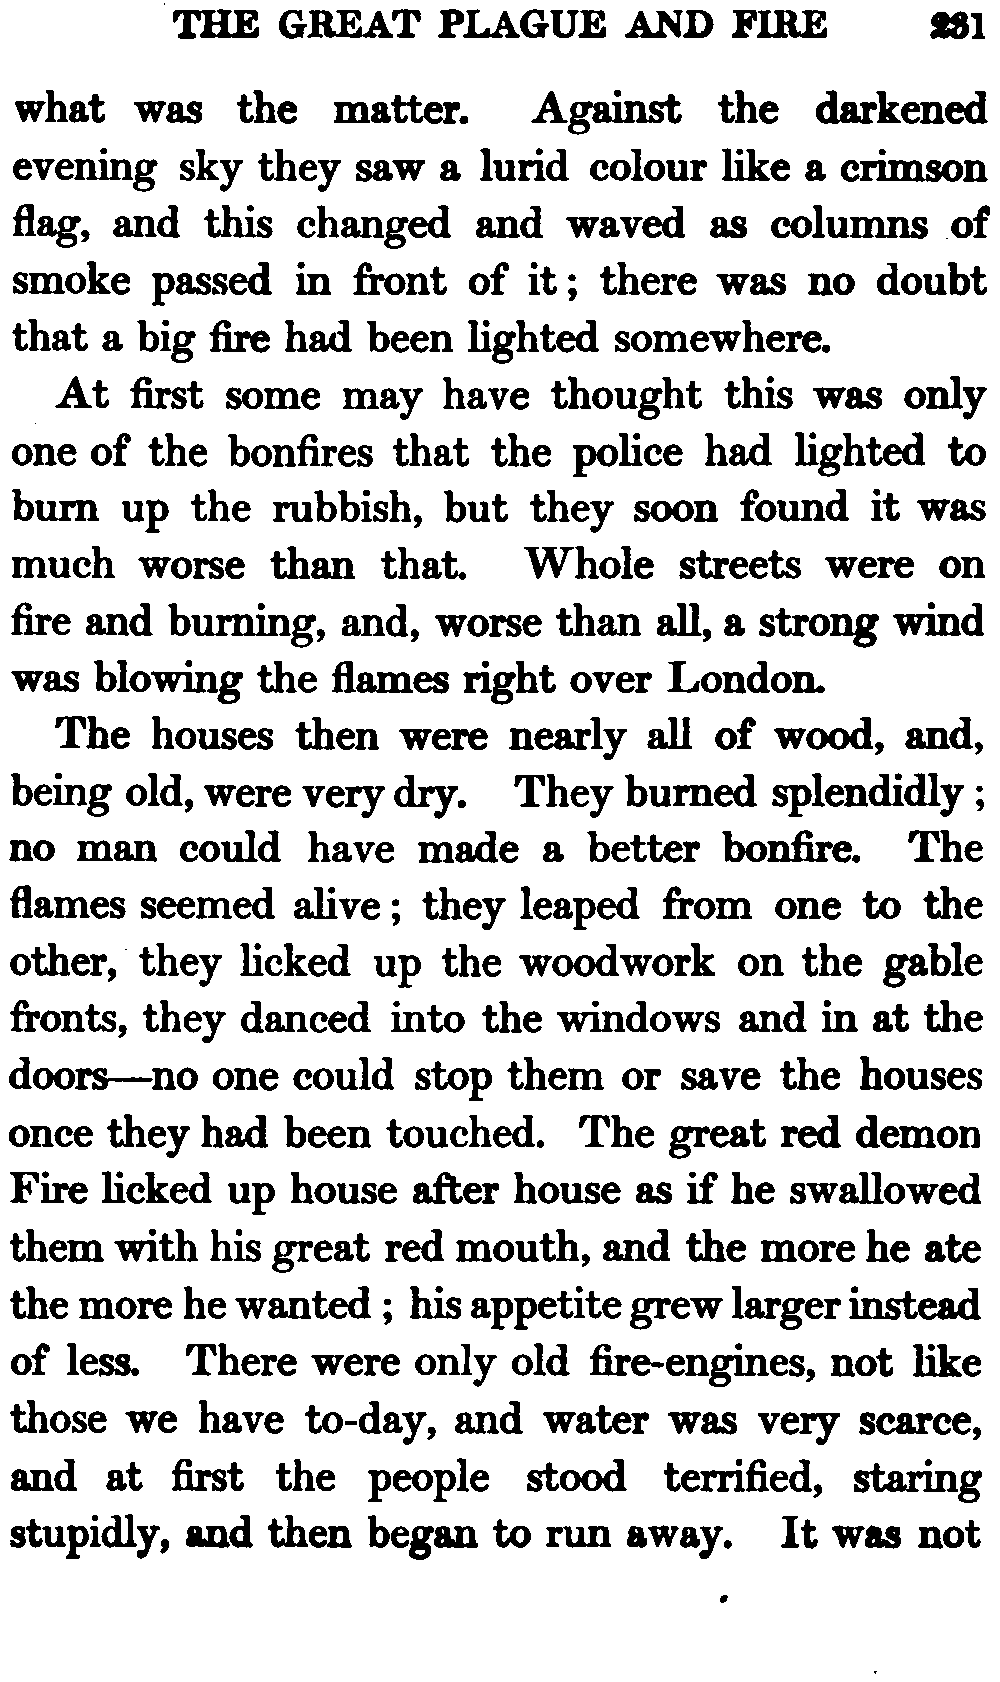 THE GREAT PLAGUE AND FIRE 231
what was the matter. Against the darkened
evening sky they saw a lurid colour like a crimson
flag, and this changed and waved as columns of
smoke passed in front of it ; there was no doubt
that a big fire had been lighted somewhere.
At first some may have thought this was only
one of the bonfires that the police had lighted to
burn up the rubbish, but they soon found it was
much worse than that. Whole streets were on
fire and burning, and, worse than all, a strong wind
was blowing the flames right over London.
The houses then were nearly all of wood, and,
being old, were very dry. They burned splendidly ;
no man could have made a better bonfire. The
flames seemed alive ; they leaped from one to the
other, they licked up the woodwork on the gable
fronts, they danced into the windows and in at the
doors—no one could stop them or save the houses
once they had been touched. The great red demon
Fire licked up house after house as if he swallowed
them with his great red mouth, and the more he ate
the more he wanted ; his appetite grew larger instead
of less. There were only old fire-engines, not like
those we have to-day, and water was very scarce,
and at first the people stood terrified, staring
stupidly, and then began to run away. It was not